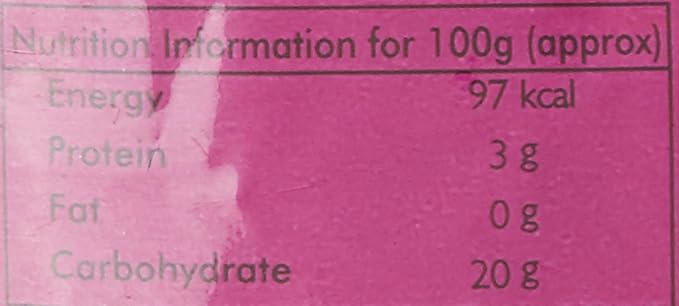 Nutrition Information for 100g (approx)
Energy 97 kcal
Protein 3 g
Fat 0 g
Carbohydrate 20 g